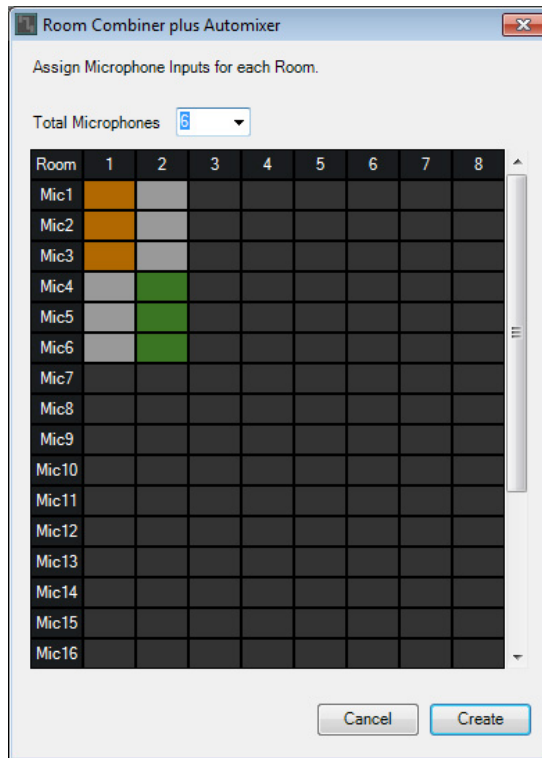 Room Combiner plus Automixer
Assign Microphone Inputs for each Room.
Total Microphones 6
Room 1 2 3 4 5 6 7 8
Mic1
Mic2
Mic3
Mic4
Mic5
Mic6
Mic7
Mic8
Mic9
Mic10
Mic11
Mic12
Mic13
Mic14
Mic15
Mic16
Cancel Create